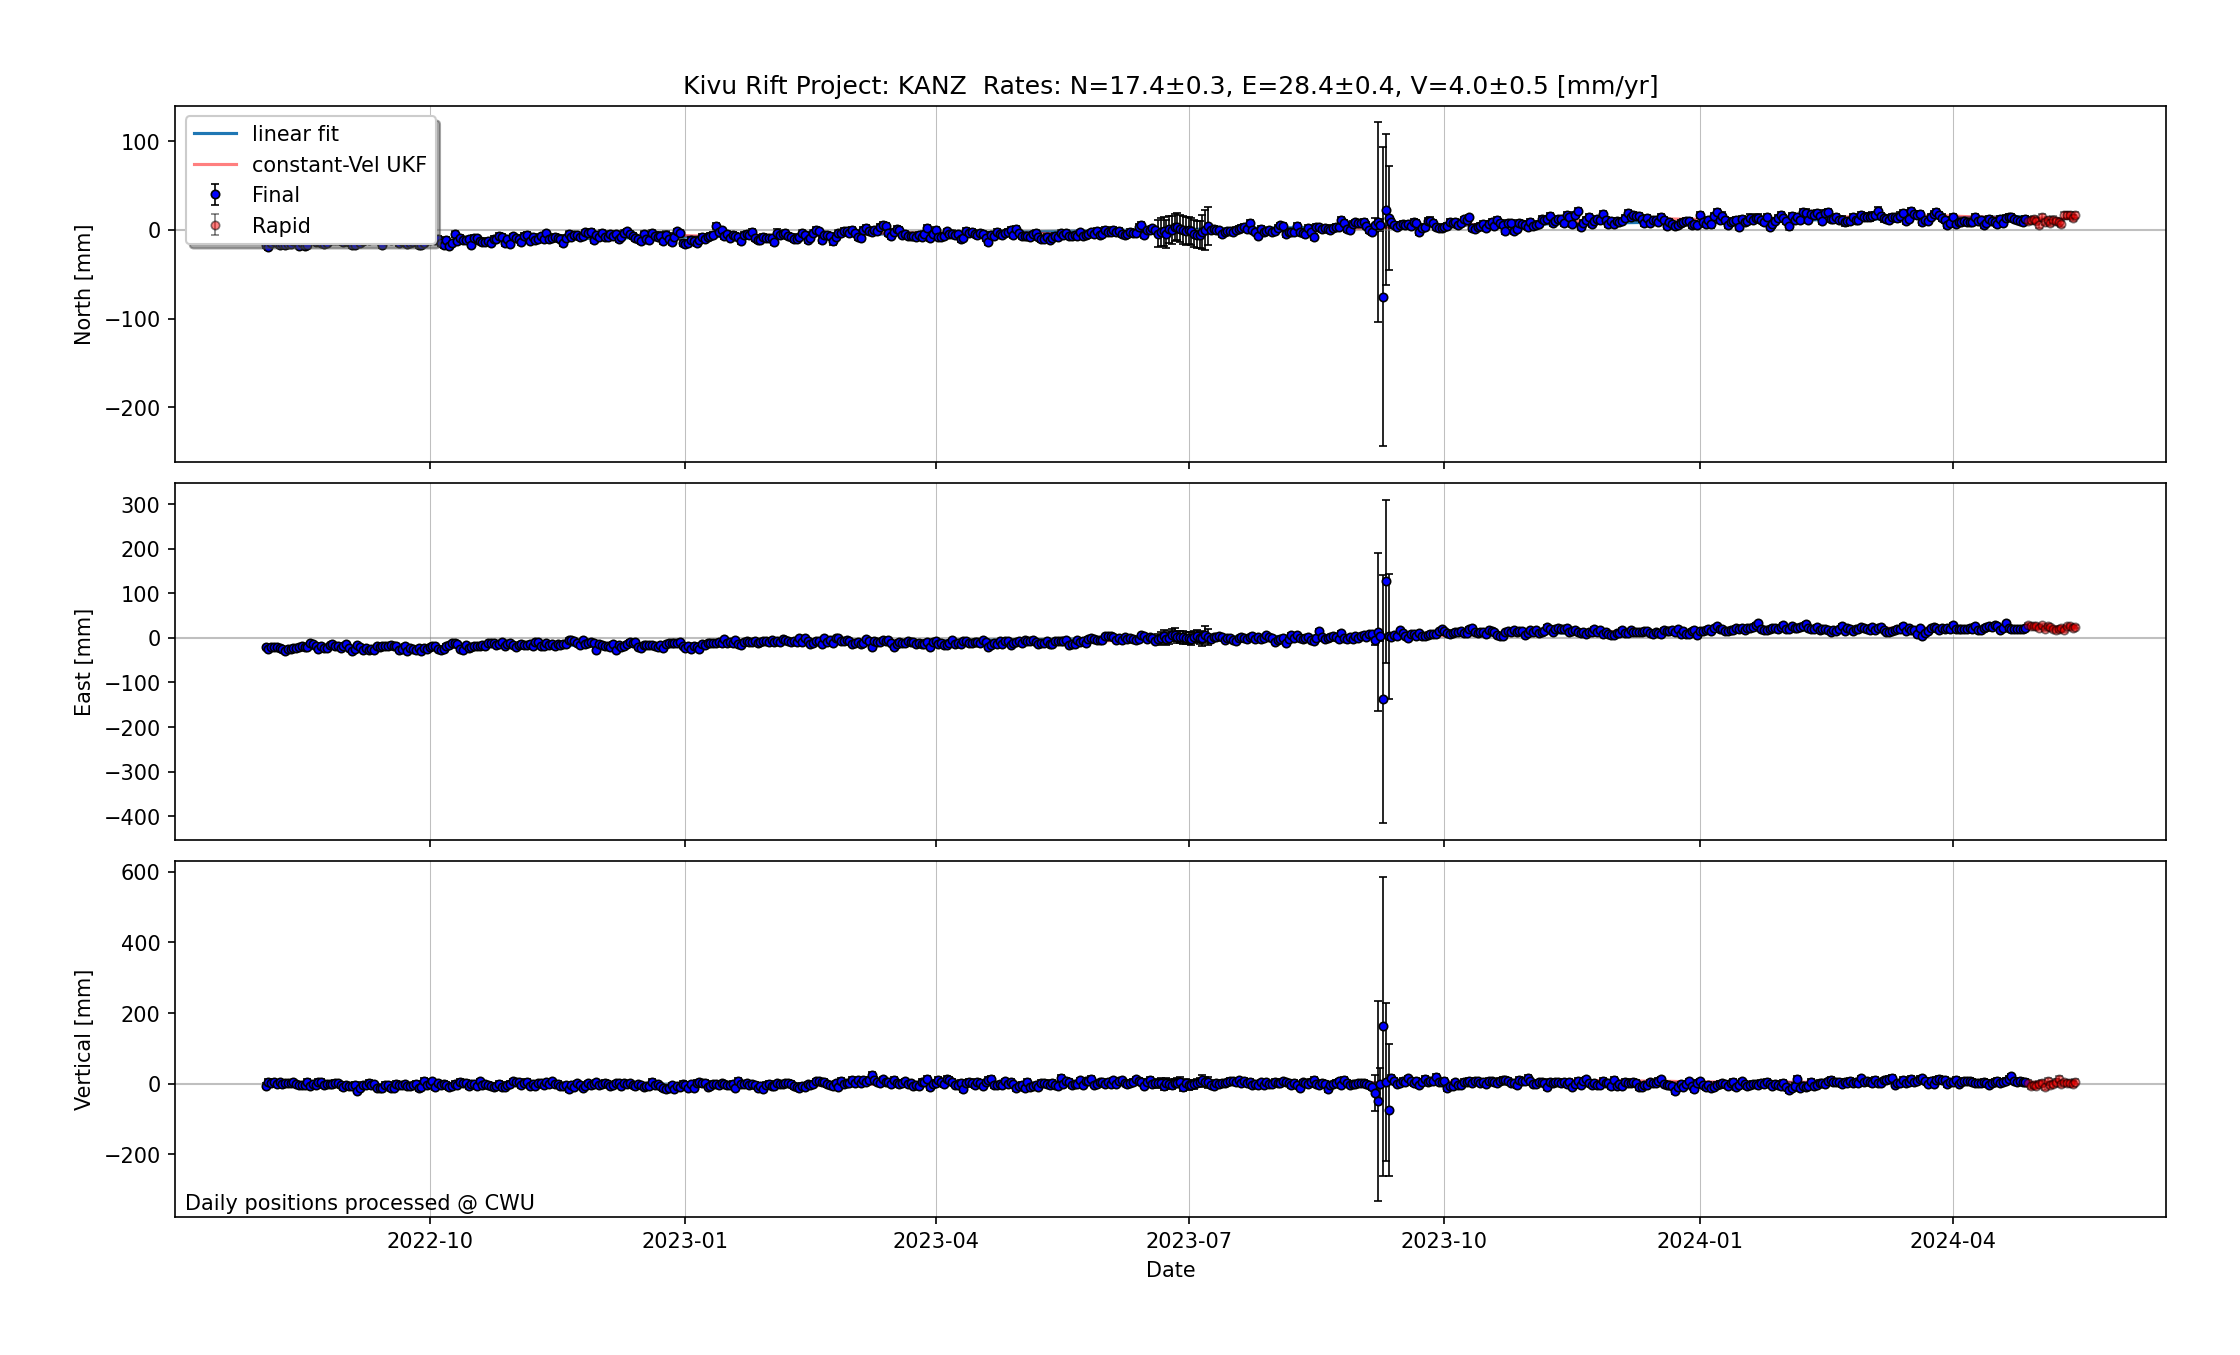 Kivu Rift Project: KANZ  Rates: N=17.4±0.3, E=28.4±0.4, V=4.0±0.5 [mm/yr]
linear fit
constant-Vel UKF
Final
Rapid
North [mm]
100
0
−100
−200
East [mm]
300
200
100
0
−100
−200
−300
−400
Vertical [mm]
600
400
200
0
−200
Daily positions processed @ CWU
2022-10 2023-01 2023-04 2023-07 2023-10 2024-01 2024-04
Date